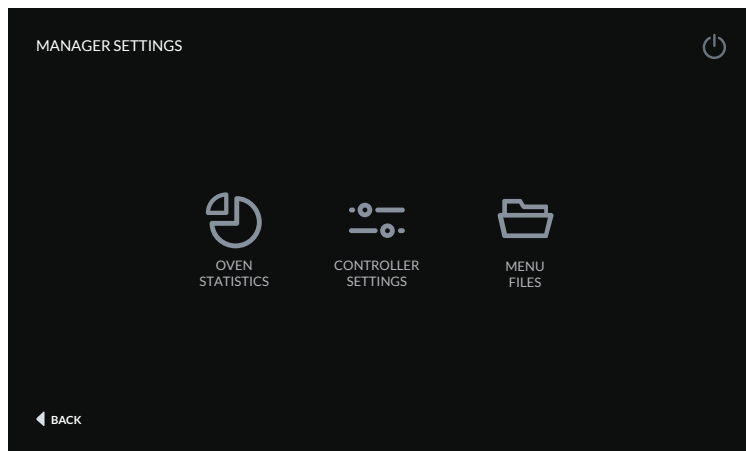 MANAGER SETTINGS
OVEN
STATISTICS
CONTROLLER
SETTINGS
MENU
FILES
BACK